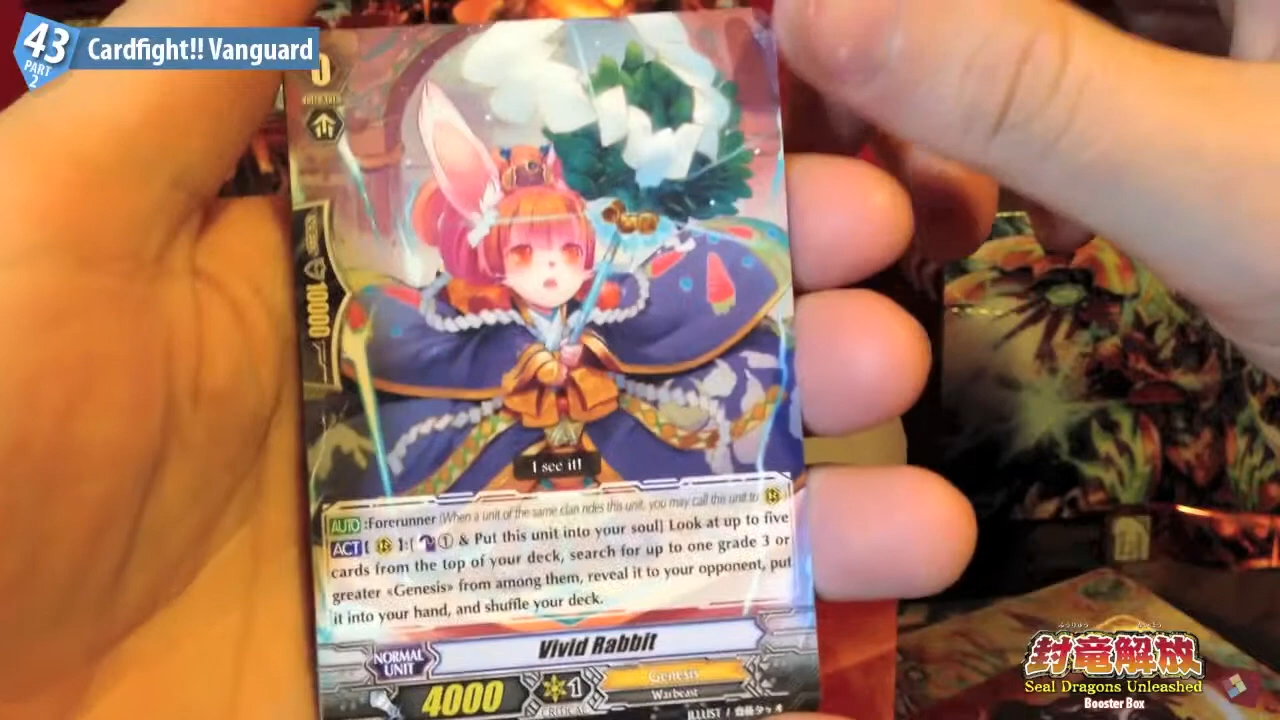 43
PART
2
Cardfight!! Vanguard
0
GRADE
10000
I see it!
AUTO :Forerunner (When a unit of the same clan rides this unit, you may call this unit to R)
ACT [ R ]:[ ① & Put this unit into your soul] Look at up to five
cards from the top of your deck, search for up to one grade 3 or
greater «Genesis» from among them, reveal it to your opponent, put
it into your hand, and shuffle your deck.
Vivid Rabbit
NORMAL
UNIT
4000
1
CRITICAL
Genesis
Warbeast
ILLUST /
封竜解放
Seal Dragons Unleashed
Booster Box